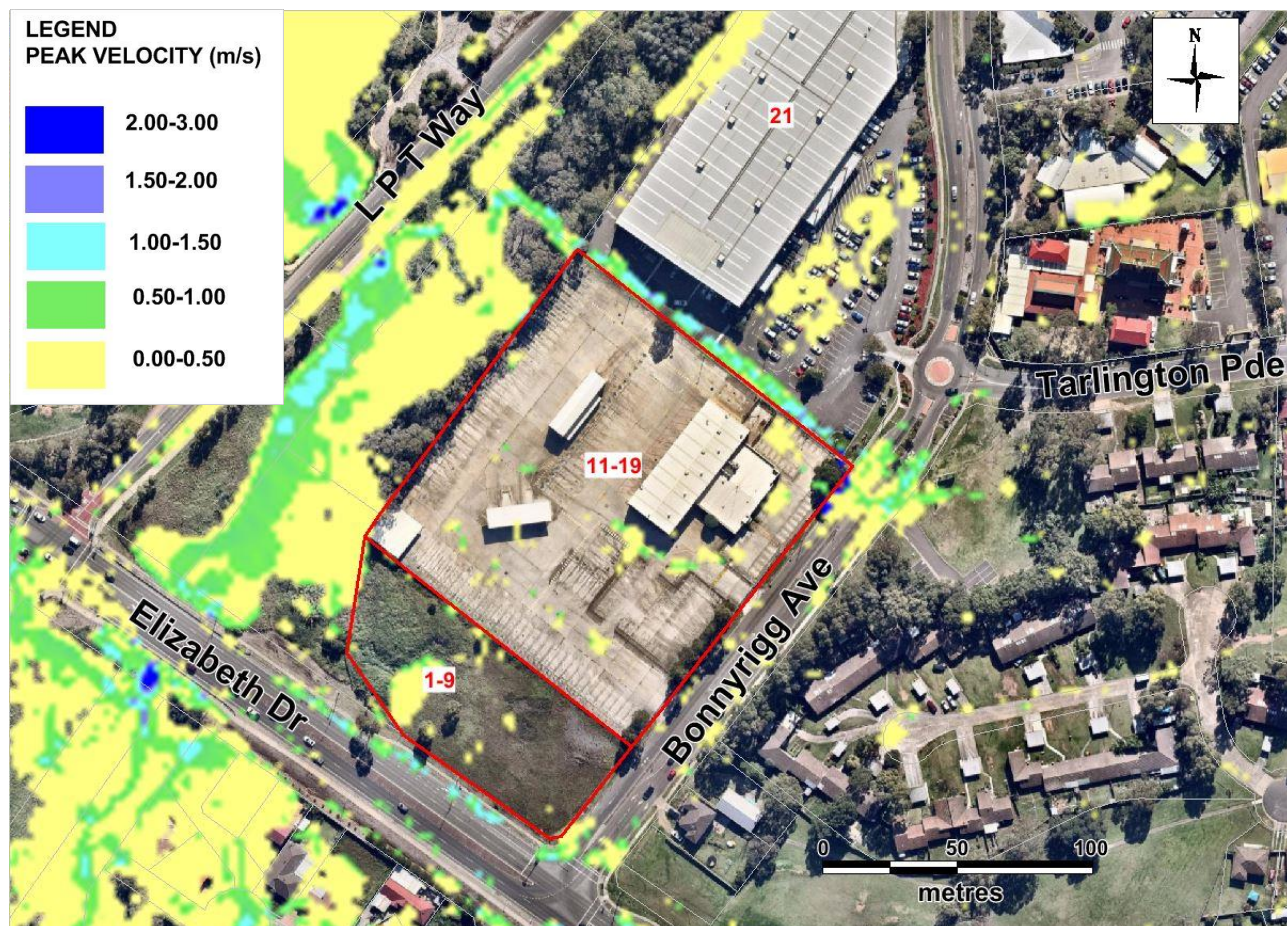 LEGEND
PEAK VELOCITY (m/s)
2.00-3.00
1.50-2.00
1.00-1.50
0.50-1.00
0.00-0.50
N
L P T Way
21
Tarlington Pde
11-19
Elizabeth Dr
1-9
Bonnyrigg Ave
0 50 100
metres